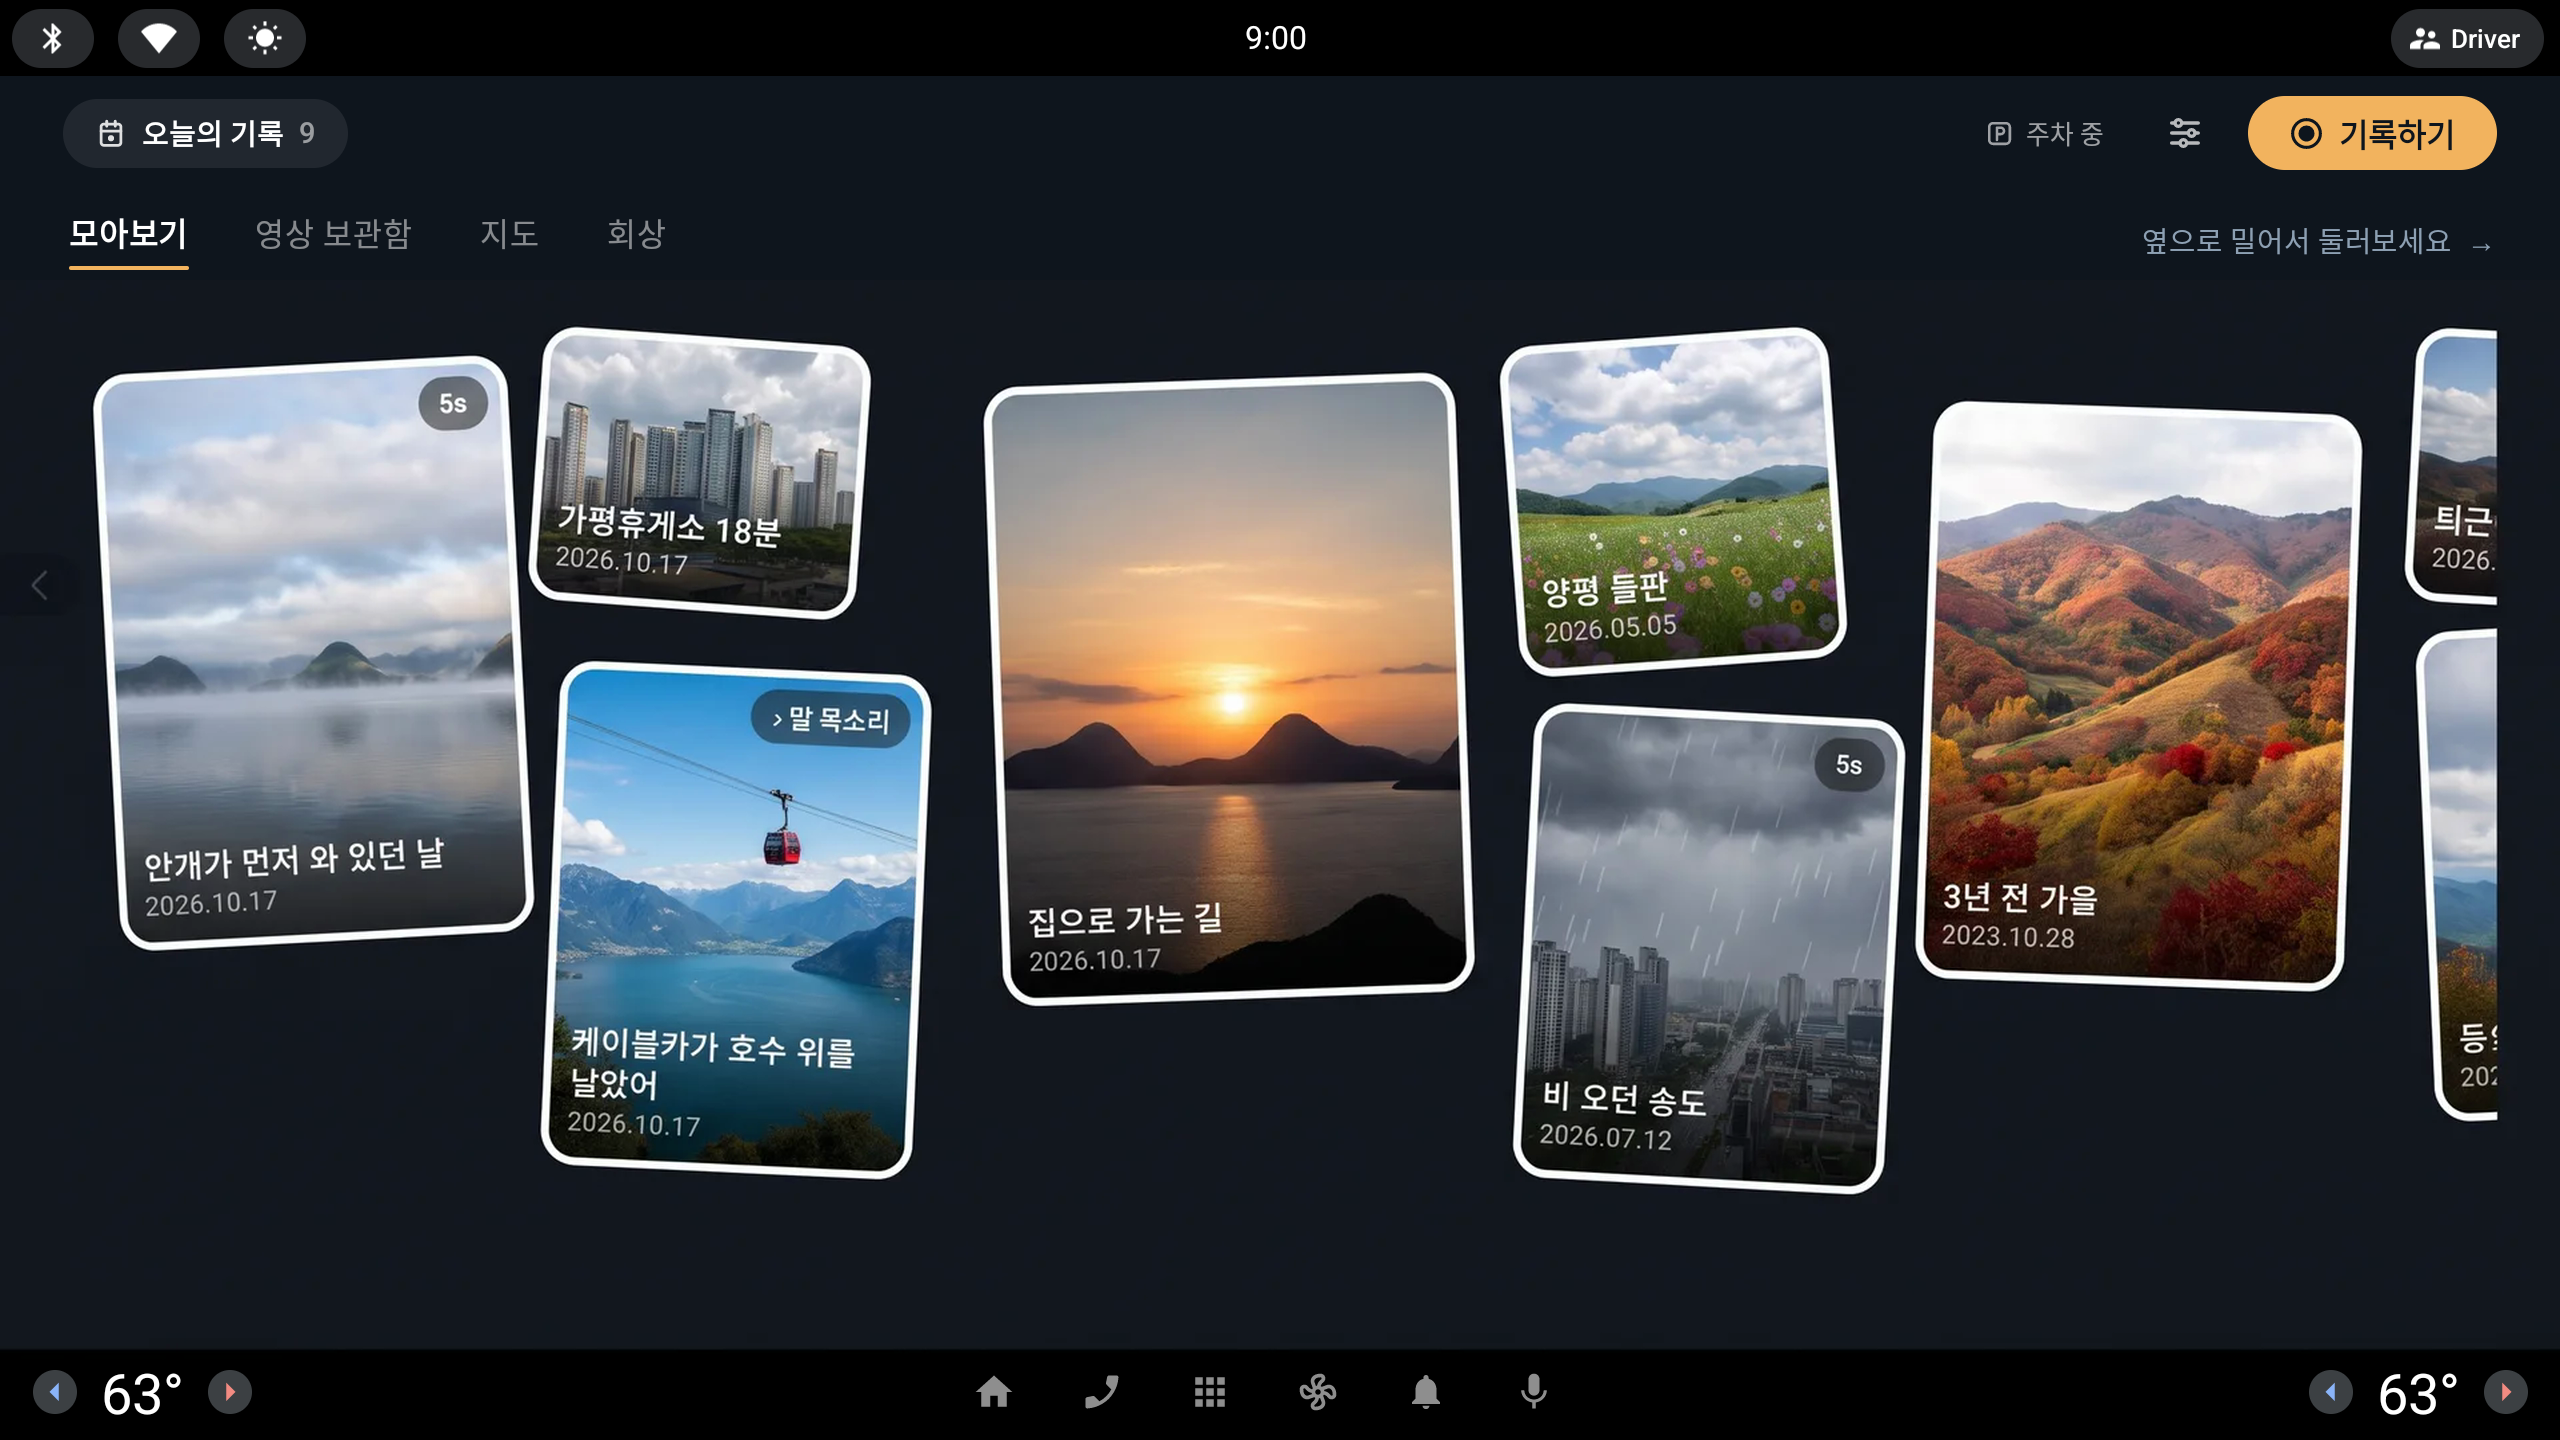 9:00
Driver
오늘의 기록 9
주차 중
기록하기
모아보기
영상 보관함
지도
회상
옆으로 밀어서 둘러보세요 →
5s
안개가 먼저 와 있던 날
2026.10.17
가평휴게소 18분
2026.10.17
› 말 목소리
케이블카가 호수 위를
날았어
2026.10.17
집으로 가는 길
2026.10.17
양평 들판
2026.05.05
5s
비 오던 송도
2026.07.12
3년 전 가을
2023.10.28
퇴근
2026.
등
202
63°
63°